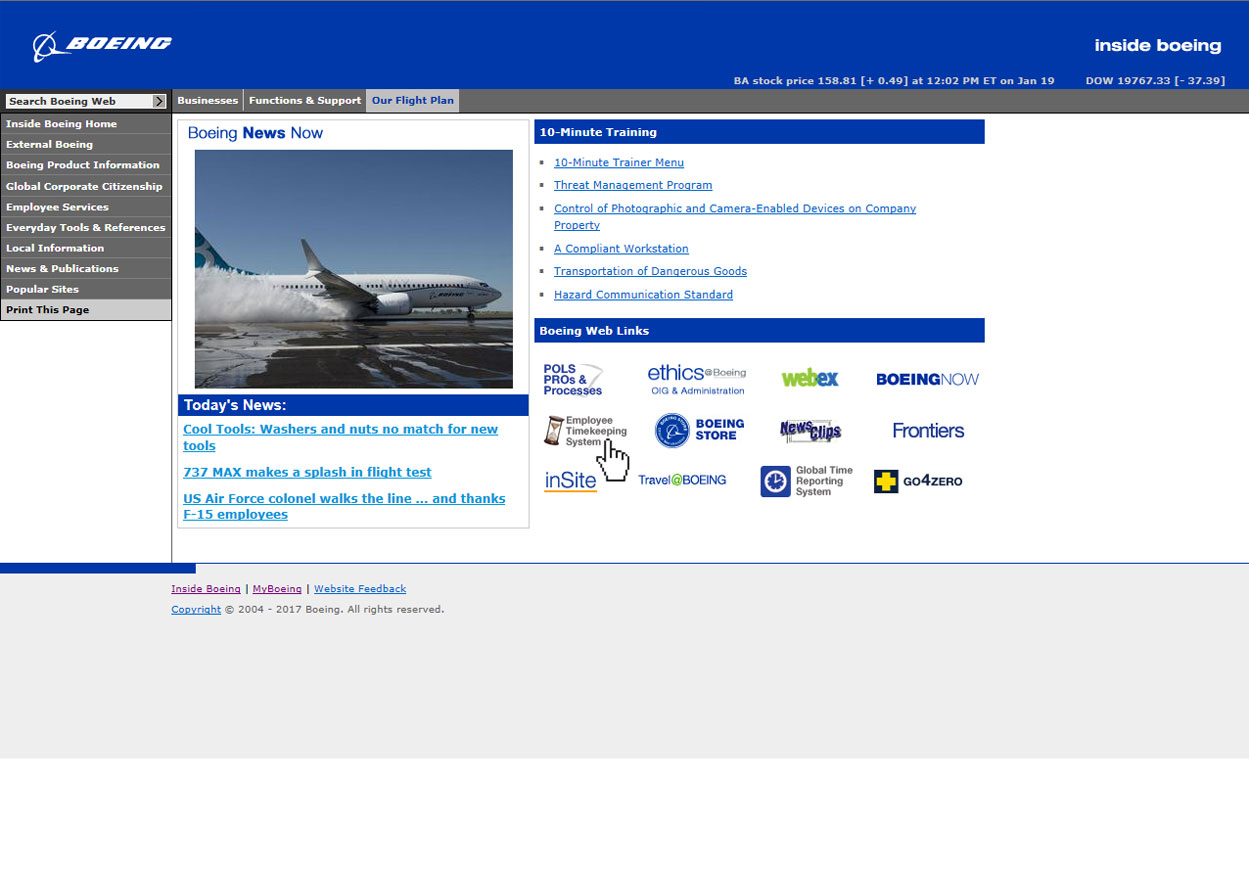 BOEING
inside boeing
BA stock price 158.81 [+ 0.49] at 12:02 PM ET on Jan 19 DOW 19767.33 [- 37.39]
Search Boeing Web
Businesses Functions & Support Our Flight Plan
Inside Boeing Home
External Boeing
Boeing Product Information
Global Corporate Citizenship
Employee Services
Everyday Tools & References
Local Information
News & Publications
Popular Sites
Print This Page
Boeing News Now
BOEING
Today's News:
Cool Tools: Washers and nuts no match for new
tools
737 MAX makes a splash in flight test
US Air Force colonel walks the line ... and thanks
F-15 employees
10-Minute Training
10-Minute Trainer Menu
Threat Management Program
Control of Photographic and Camera-Enabled Devices on Company
Property
A Compliant Workstation
Transportation of Dangerous Goods
Hazard Communication Standard
Boeing Web Links
POLS
PROs &
Processes
ethics@Boeing
OIG & Administration
webex
BOEINGNOW
Employee
Timekeeping
System
BOEING
STORE
News Clips
Frontiers
inSite
Travel@BOEING
Global Time
Reporting
System
GO4ZERO
Inside Boeing | MyBoeing | Website Feedback
Copyright © 2004 - 2017 Boeing. All rights reserved.